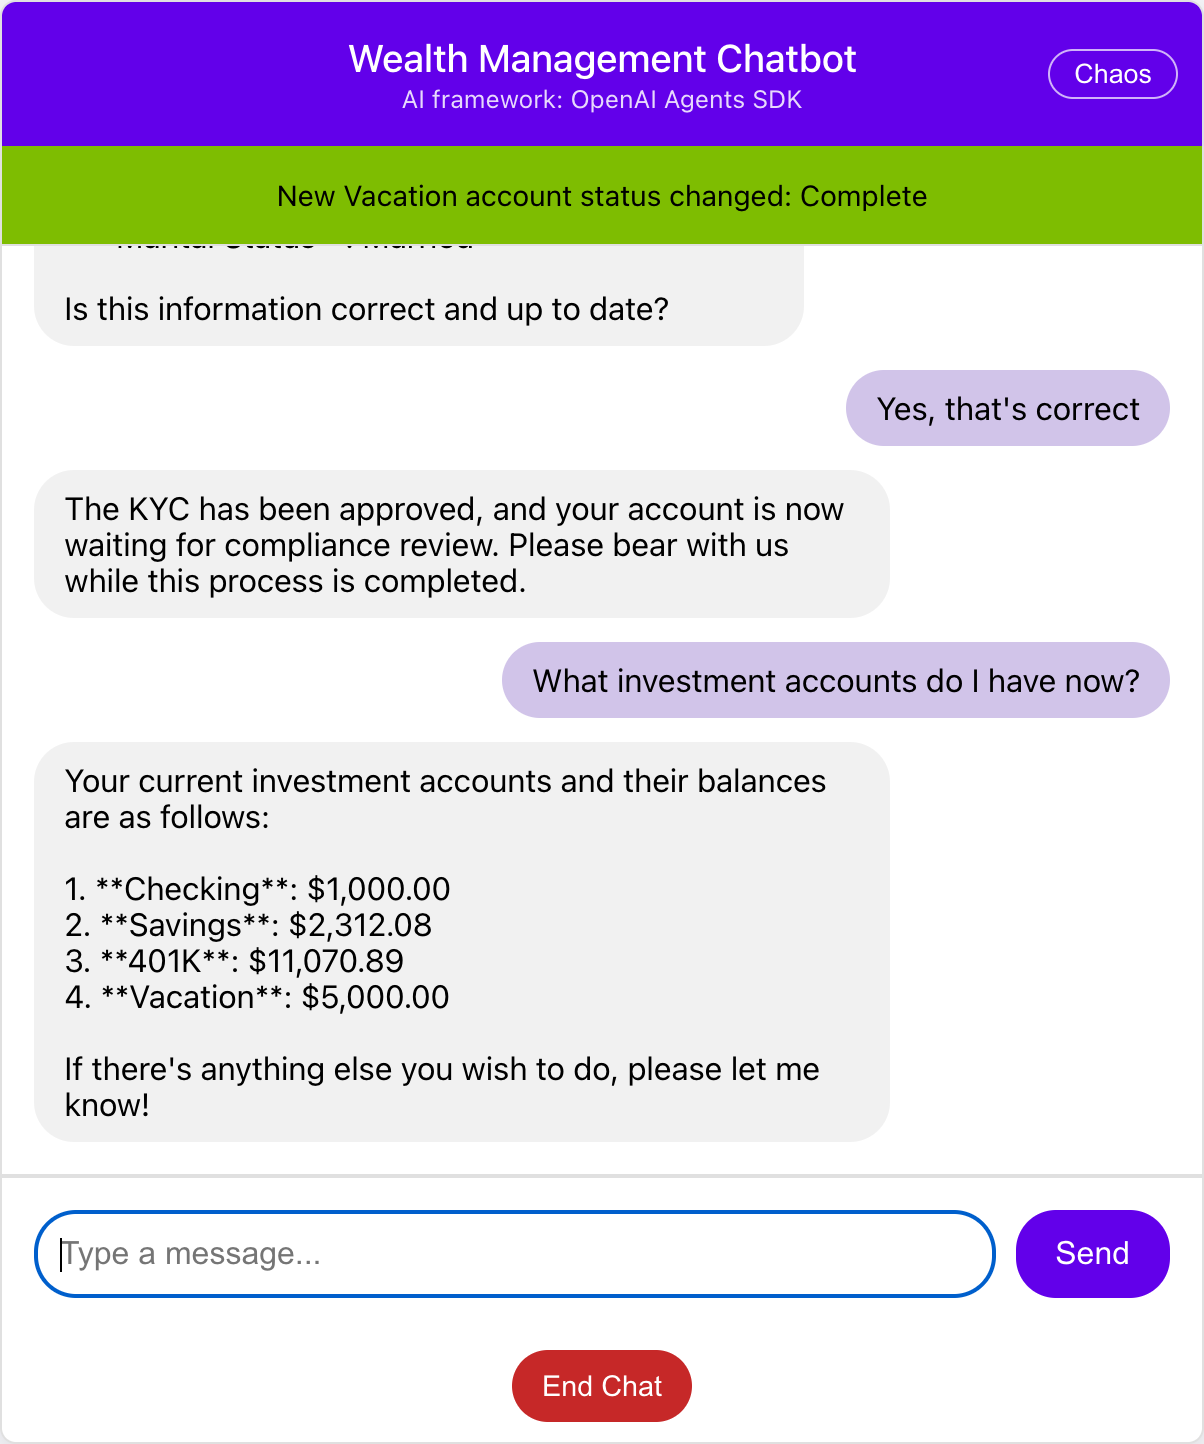 Wealth Management Chatbot
AI framework: OpenAI Agents SDK
Chaos
New Vacation account status changed: Complete
Is this information correct and up to date?
Yes, that's correct
The KYC has been approved, and your account is now
waiting for compliance review. Please bear with us
while this process is completed.
What investment accounts do I have now?
Your current investment accounts and their balances
are as follows:
1. **Checking**: $1,000.00
2. **Savings**: $2,312.08
3. **401K**: $11,070.89
4. **Vacation**: $5,000.00
If there's anything else you wish to do, please let me
know!
Type a message...
Send
End Chat